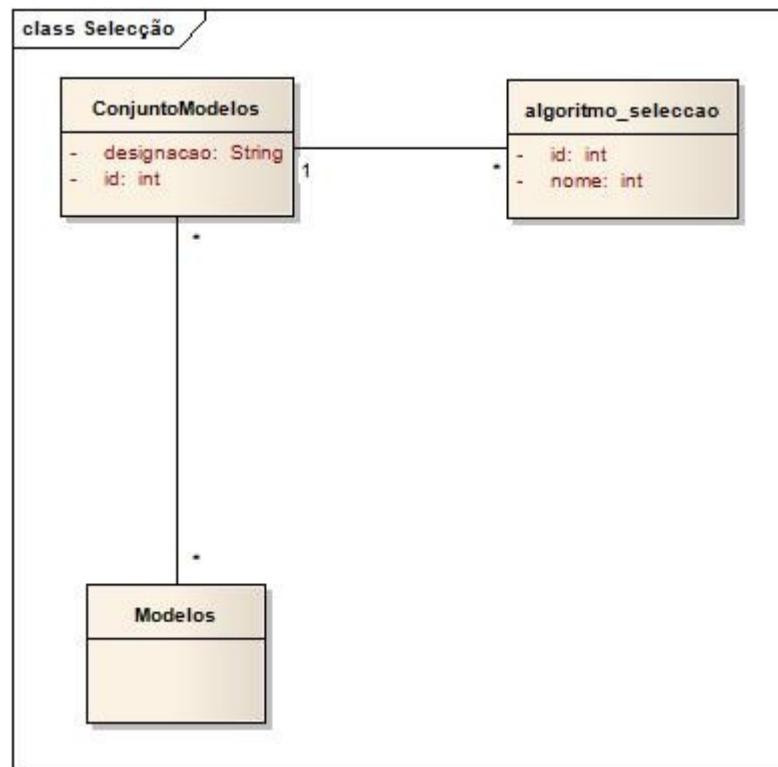 class Selecção
ConjuntoModelos
- designacao: String
- id: int
algoritmo_seleccao
- id: int
- nome: int
1
*
*
*
Modelos